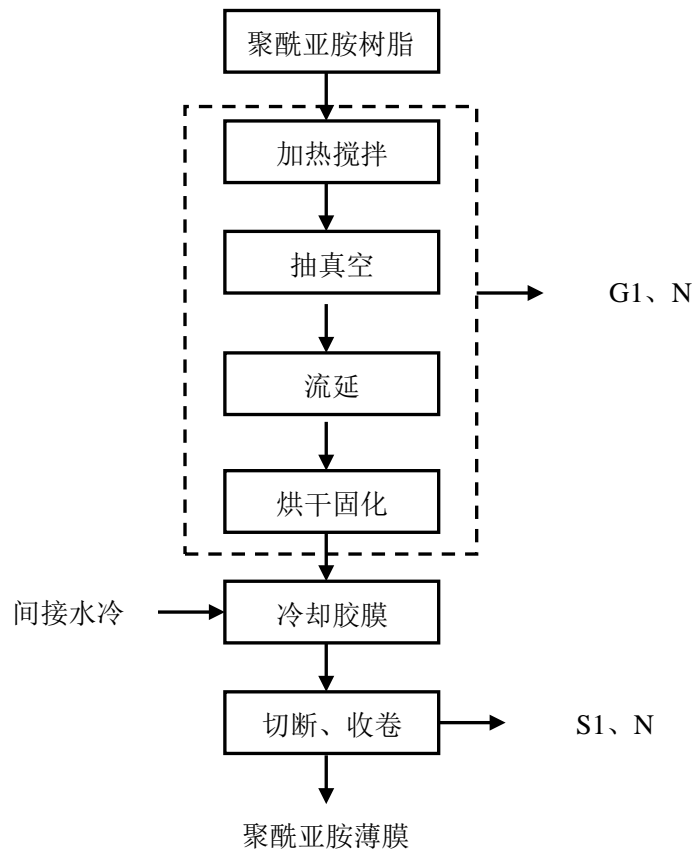 聚酰亚胺树脂
加热搅拌
抽真空
G1、N
流延
烘干固化
间接水冷
冷却胶膜
切断、收卷
S1、N
聚酰亚胺薄膜